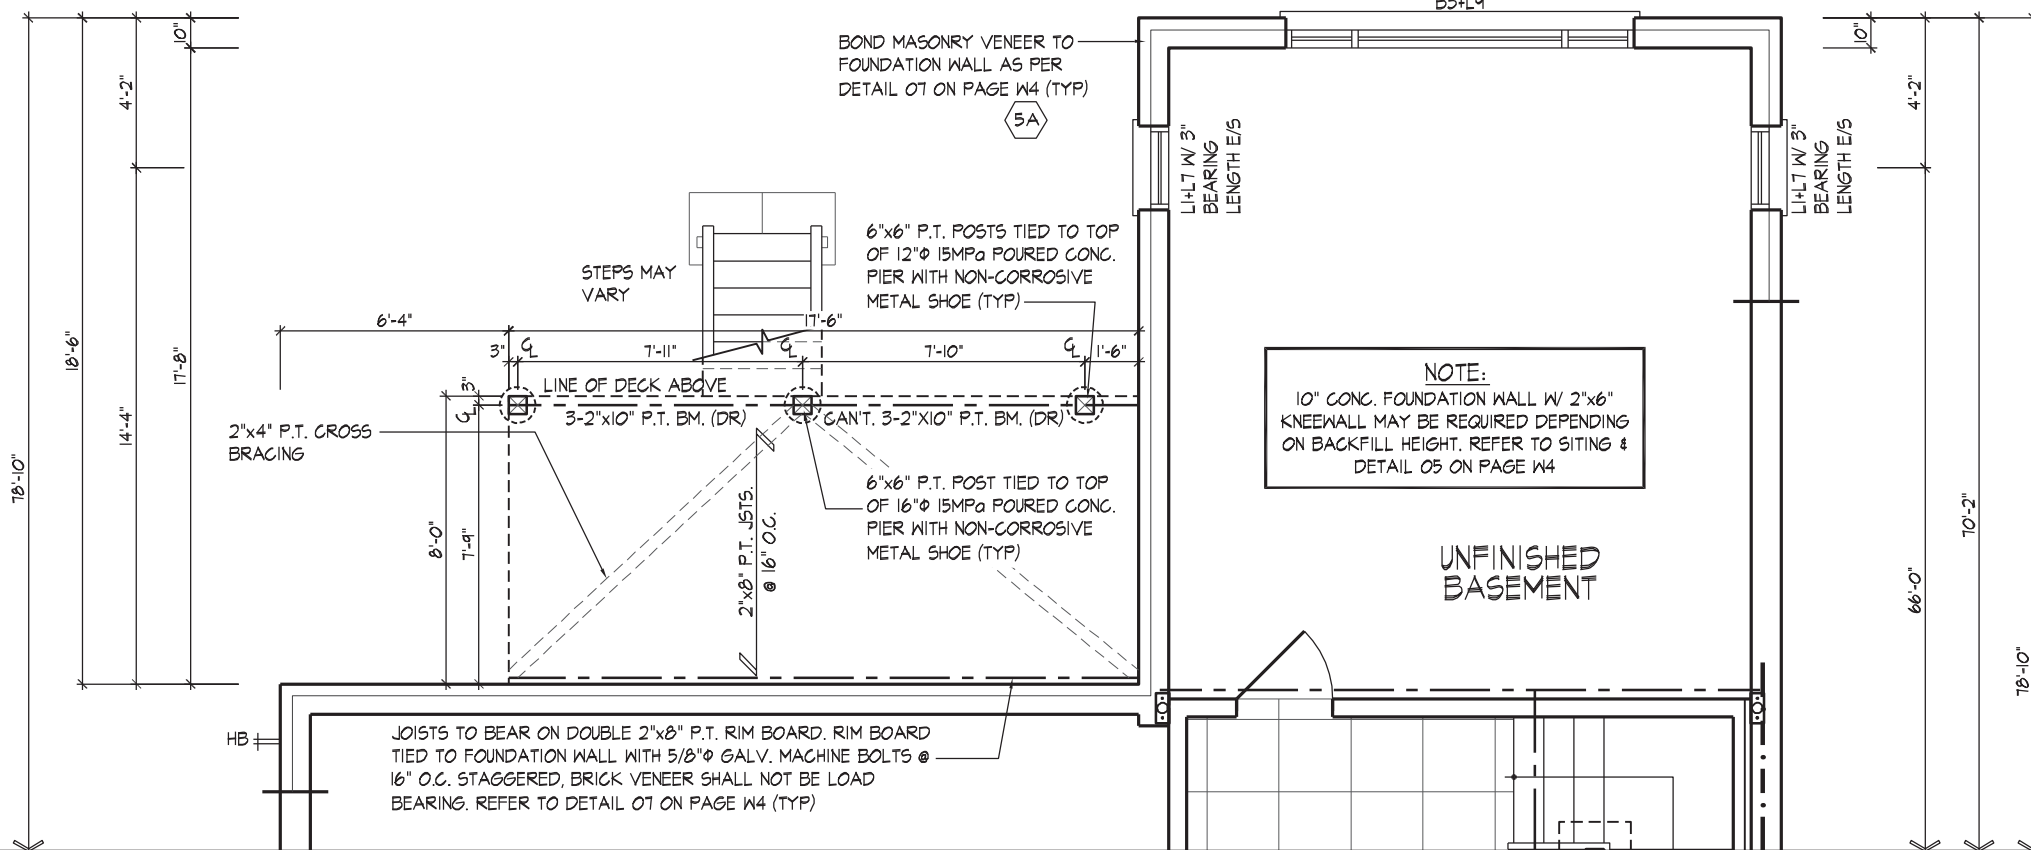 B3+L9
10"
10"
BOND MASONRY VENEER TO
FOUNDATION WALL AS PER
DETAIL 07 ON PAGE W4 (TYP)
5A
4'-2"
4'-2"
L1+L7 W/ 3"
BEARING
LENGTH E/S
L1+L7 W/ 3"
BEARING
LENGTH E/S
6"x6" P.T. POSTS TIED TO TOP
OF 12"Φ 15MPa POURED CONC.
PIER WITH NON-CORROSIVE
METAL SHOE (TYP)
STEPS MAY
VARY
6'-4"
17'-6"
18'-6"
17'-8"
3"
CL
7'-11"
CL
7'-10"
CL
1'-6"
3"
CL
LINE OF DECK ABOVE
3-2"x10" P.T. BM. (DR)
CAN'T. 3-2"X10" P.T. BM. (DR)
NOTE:
10" CONC. FOUNDATION WALL W/ 2"x6"
KNEEWALL MAY BE REQUIRED DEPENDING
ON BACKFILL HEIGHT. REFER TO SITING &
DETAIL 05 ON PAGE W4
14'-4"
2"x4" P.T. CROSS
BRACING
78'-10"
8'-0"
7'-9"
2"x8" P.T. JSTS.
@ 16" O.C.
6"x6" P.T. POST TIED TO TOP
OF 16"Φ 15MPa POURED CONC.
PIER WITH NON-CORROSIVE
METAL SHOE (TYP)
UNFINISHED
BASEMENT
70'-2"
66'-0"
78'-10"
HB
JOISTS TO BEAR ON DOUBLE 2"x8" P.T. RIM BOARD. RIM BOARD
TIED TO FOUNDATION WALL WITH 5/8"Φ GALV. MACHINE BOLTS @
16" O.C. STAGGERED, BRICK VENEER SHALL NOT BE LOAD
BEARING. REFER TO DETAIL 07 ON PAGE W4 (TYP)